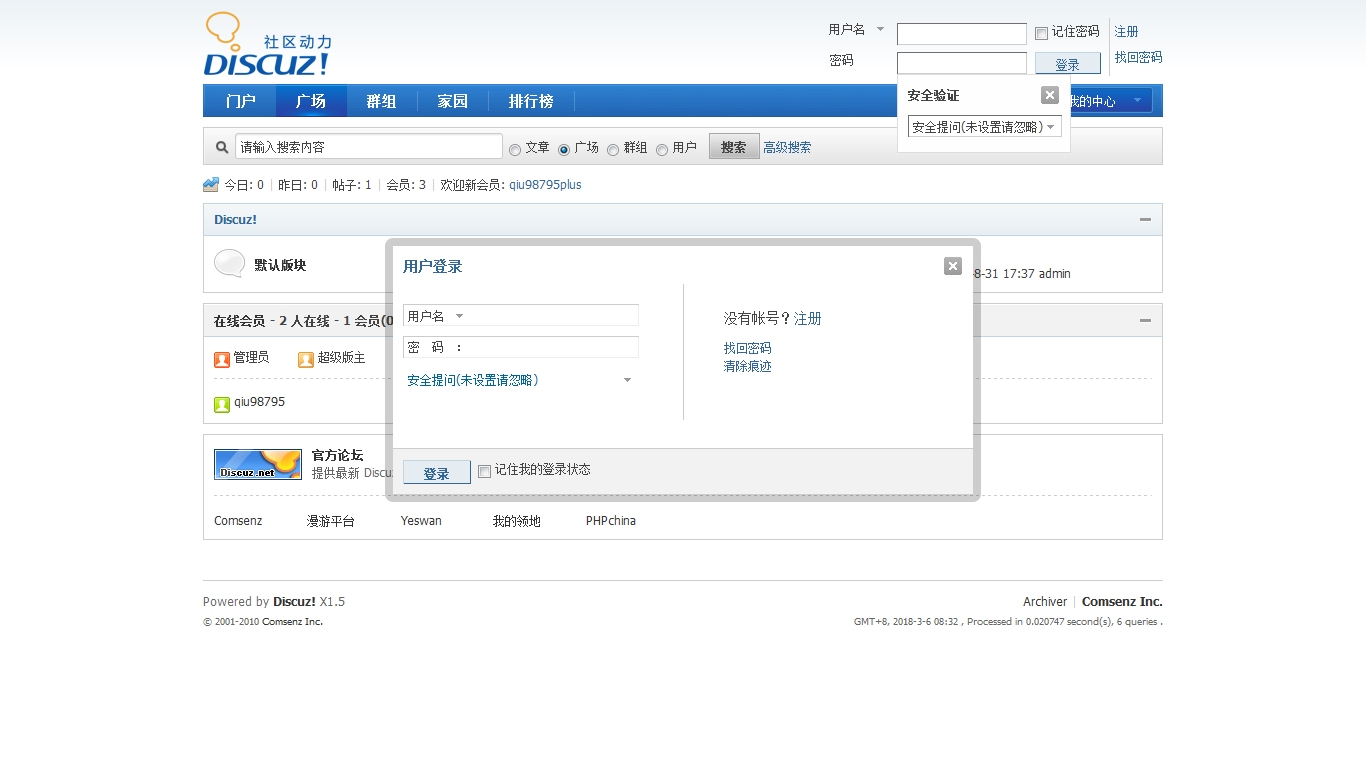 社区动力
DISCUZ!
用户名
记住密码
注册
密码
登录
找回密码
门户
广场
群组
家园
排行榜
我的中心
安全验证
安全提问(未设置请忽略)
请输入搜索内容
文章
广场
群组
用户
搜索
高级搜索
今日: 0 | 昨日: 0 | 帖子: 1 | 会员: 3 | 欢迎新会员: qiu98795plus
Discuz!
默认版块
-8-31 17:37 admin
在线会员 - 2 人在线 - 1 会员(0
管理员
超级版主
qiu98795
用户登录
用户名
密 码 ：
安全提问(未设置请忽略)
没有帐号？注册
找回密码
清除痕迹
登录
记住我的登录状态
Discuz.net
官方论坛
提供最新 Discuz
Comsenz
漫游平台
Yeswan
我的领地
PHPchina
Powered by Discuz! X1.5
Archiver | Comsenz Inc.
© 2001-2010 Comsenz Inc.
GMT+8, 2018-3-6 08:32 , Processed in 0.020747 second(s), 6 queries .